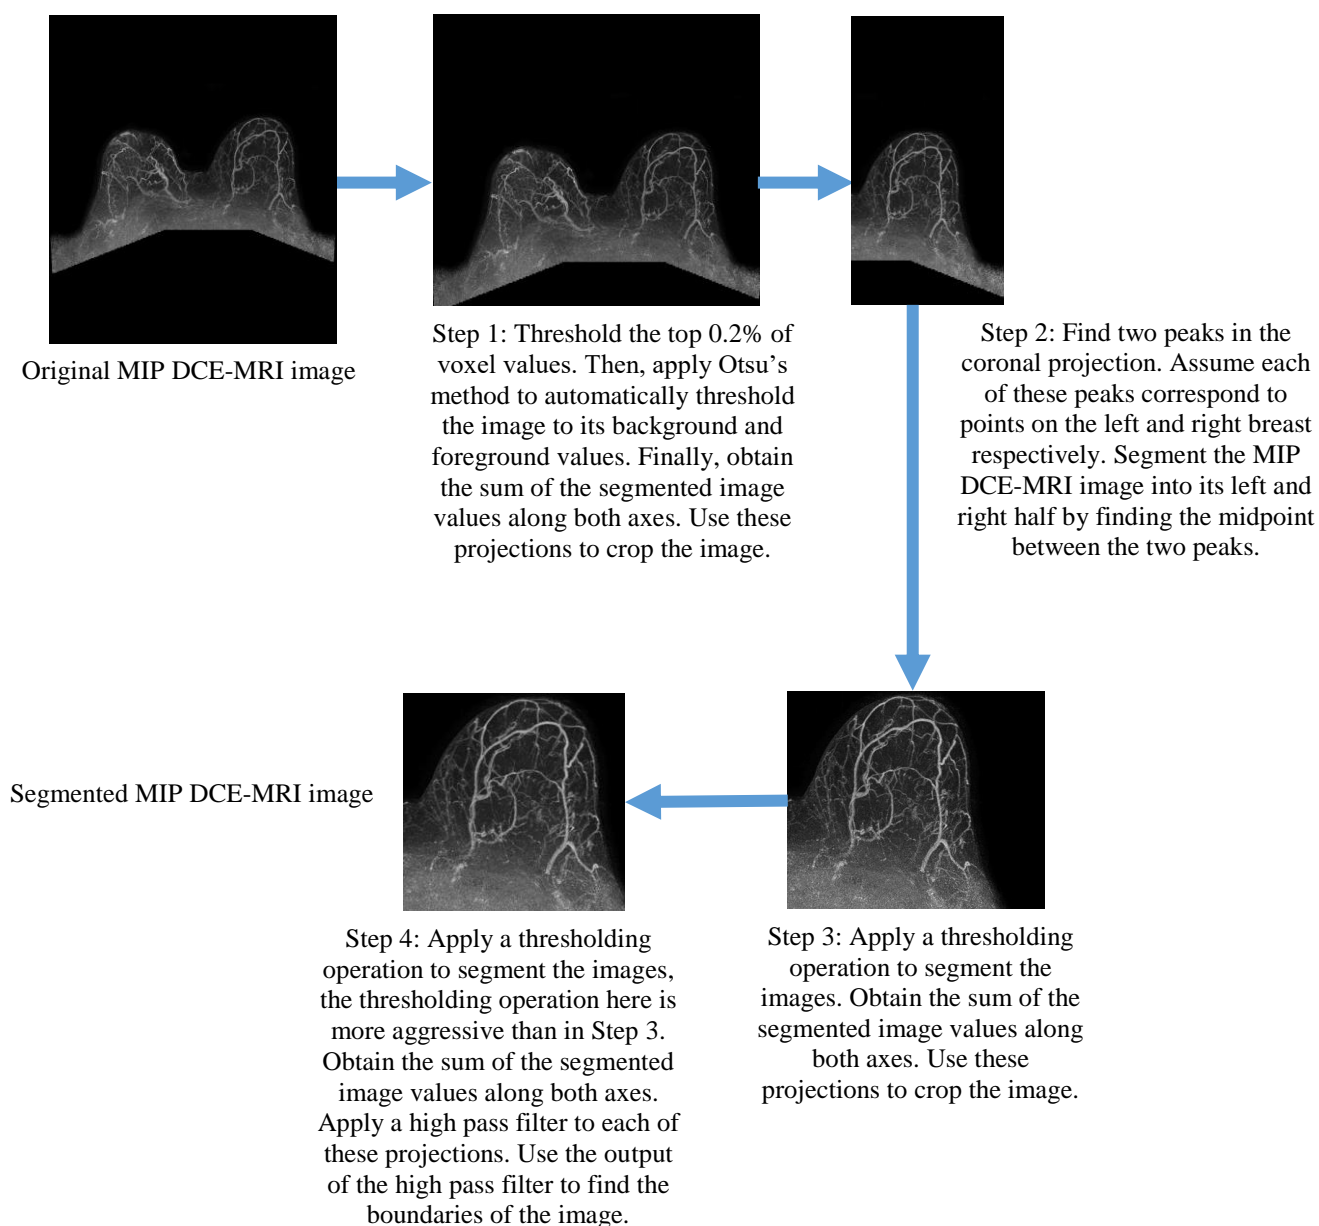 Original MIP DCE-MRI image
Step 1: Threshold the top 0.2% of
voxel values. Then, apply Otsu’s
method to automatically threshold
the image to its background and
foreground values. Finally, obtain
the sum of the segmented image
values along both axes. Use these
projections to crop the image.
Step 2: Find two peaks in the
coronal projection. Assume each
of these peaks correspond to
points on the left and right breast
respectively. Segment the MIP
DCE-MRI image into its left and
right half by finding the midpoint
between the two peaks.
Segmented MIP DCE-MRI image
Step 3: Apply a thresholding
operation to segment the
images. Obtain the sum of the
segmented image values along
both axes. Use these
projections to crop the image.
Step 4: Apply a thresholding
operation to segment the images,
the thresholding operation here is
more aggressive than in Step 3.
Obtain the sum of the segmented
image values along both axes.
Apply a high pass filter to each of
these projections. Use the output
of the high pass filter to find the
boundaries of the image.